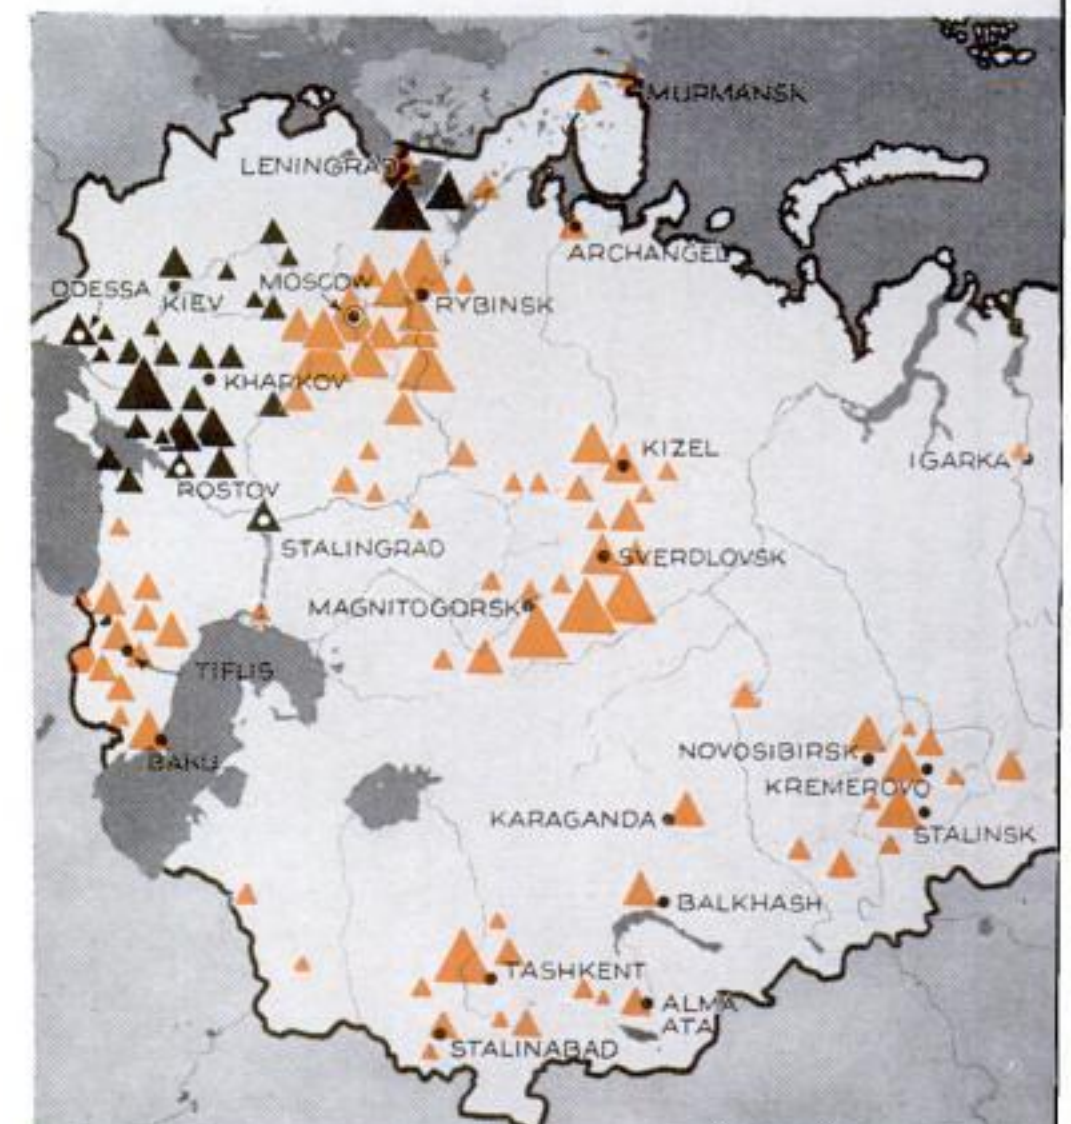 MURMANSK
LENINGRAD
ARCHANGEL
ODESSA
KIEV
MOSCOW
RYBINSK
KHARKOV
KIZEL
IGARKA
ROSTOV
STALINGRAD
SVERDLOVSK
MAGNITOGORSK
TIFLIS
NOVOSIBIRSK
BAKU
KREMEROVO
KARAGANDA
STALINSK
BALKHASH
TASHKENT
ALMA
ATA
STALINABAD